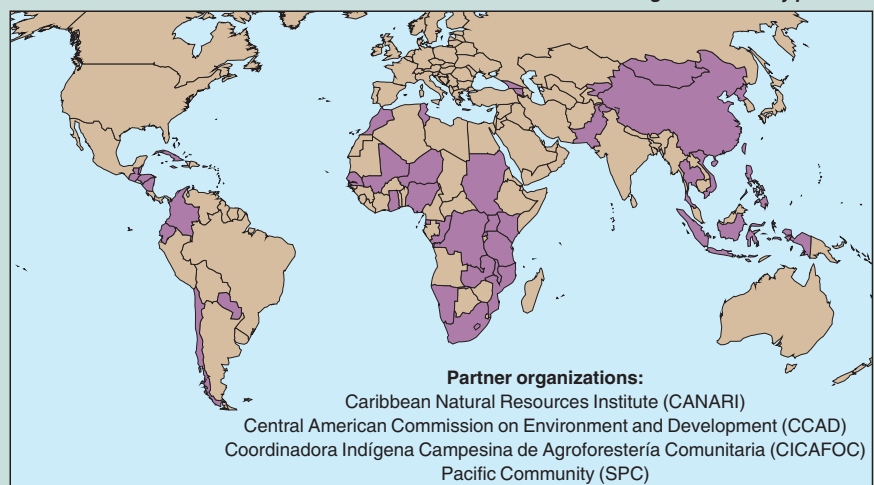 Partner organizations:
Caribbean Natural Resources Institute (CANARI)
Central American Commission on Environment and Development (CCAD)
Coordinadora Indígena Campesina de Agroforestería Comunitaria (CICAFOC)
Pacific Community (SPC)